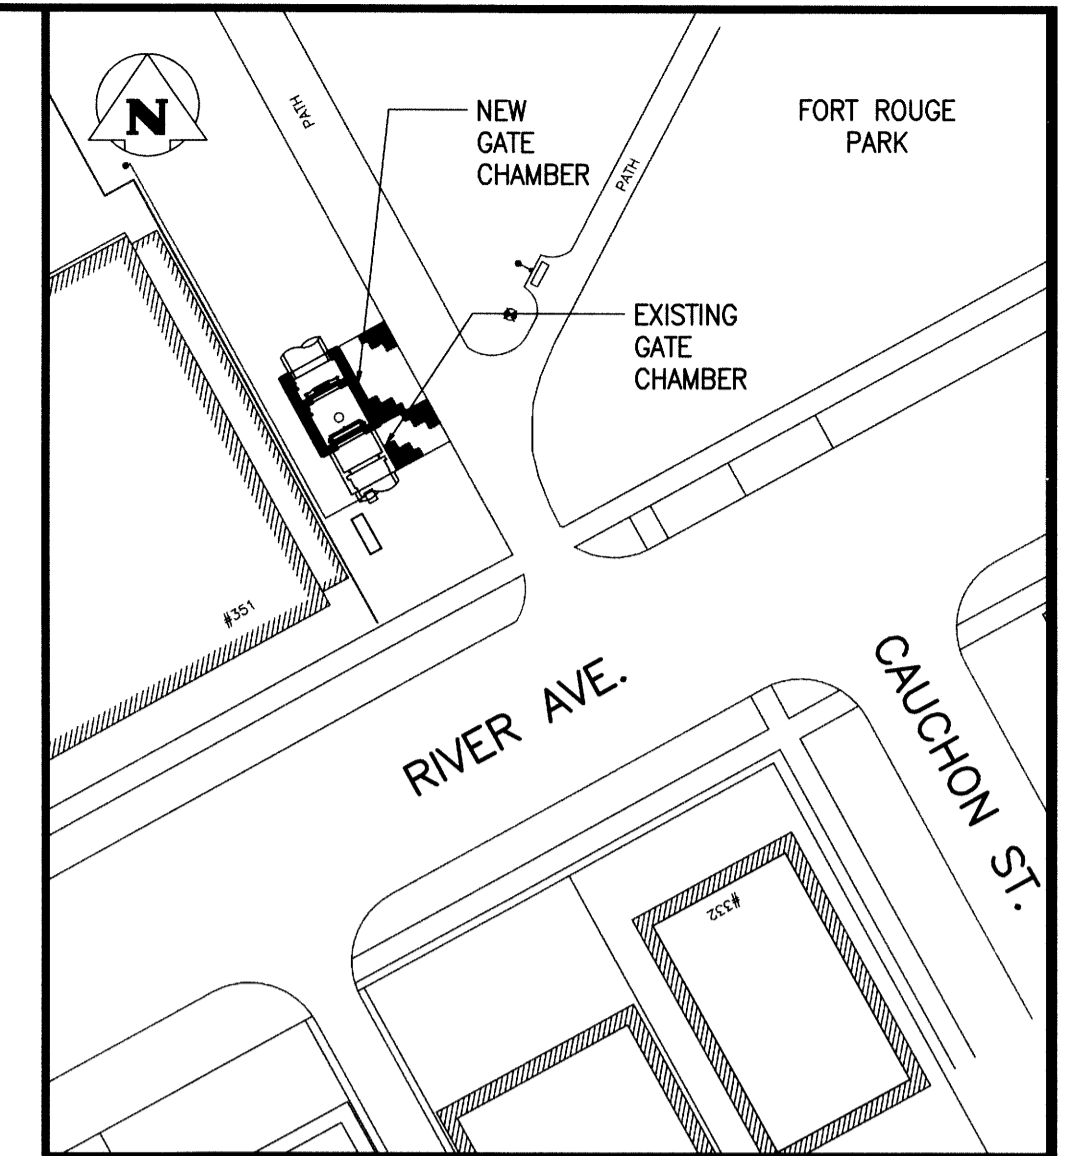 N
PATH
NEW
GATE
CHAMBER
FORT ROUGE
PARK
PATH
EXISTING
GATE
CHAMBER
#351
RIVER AVE.
CAUCHON ST.
#332